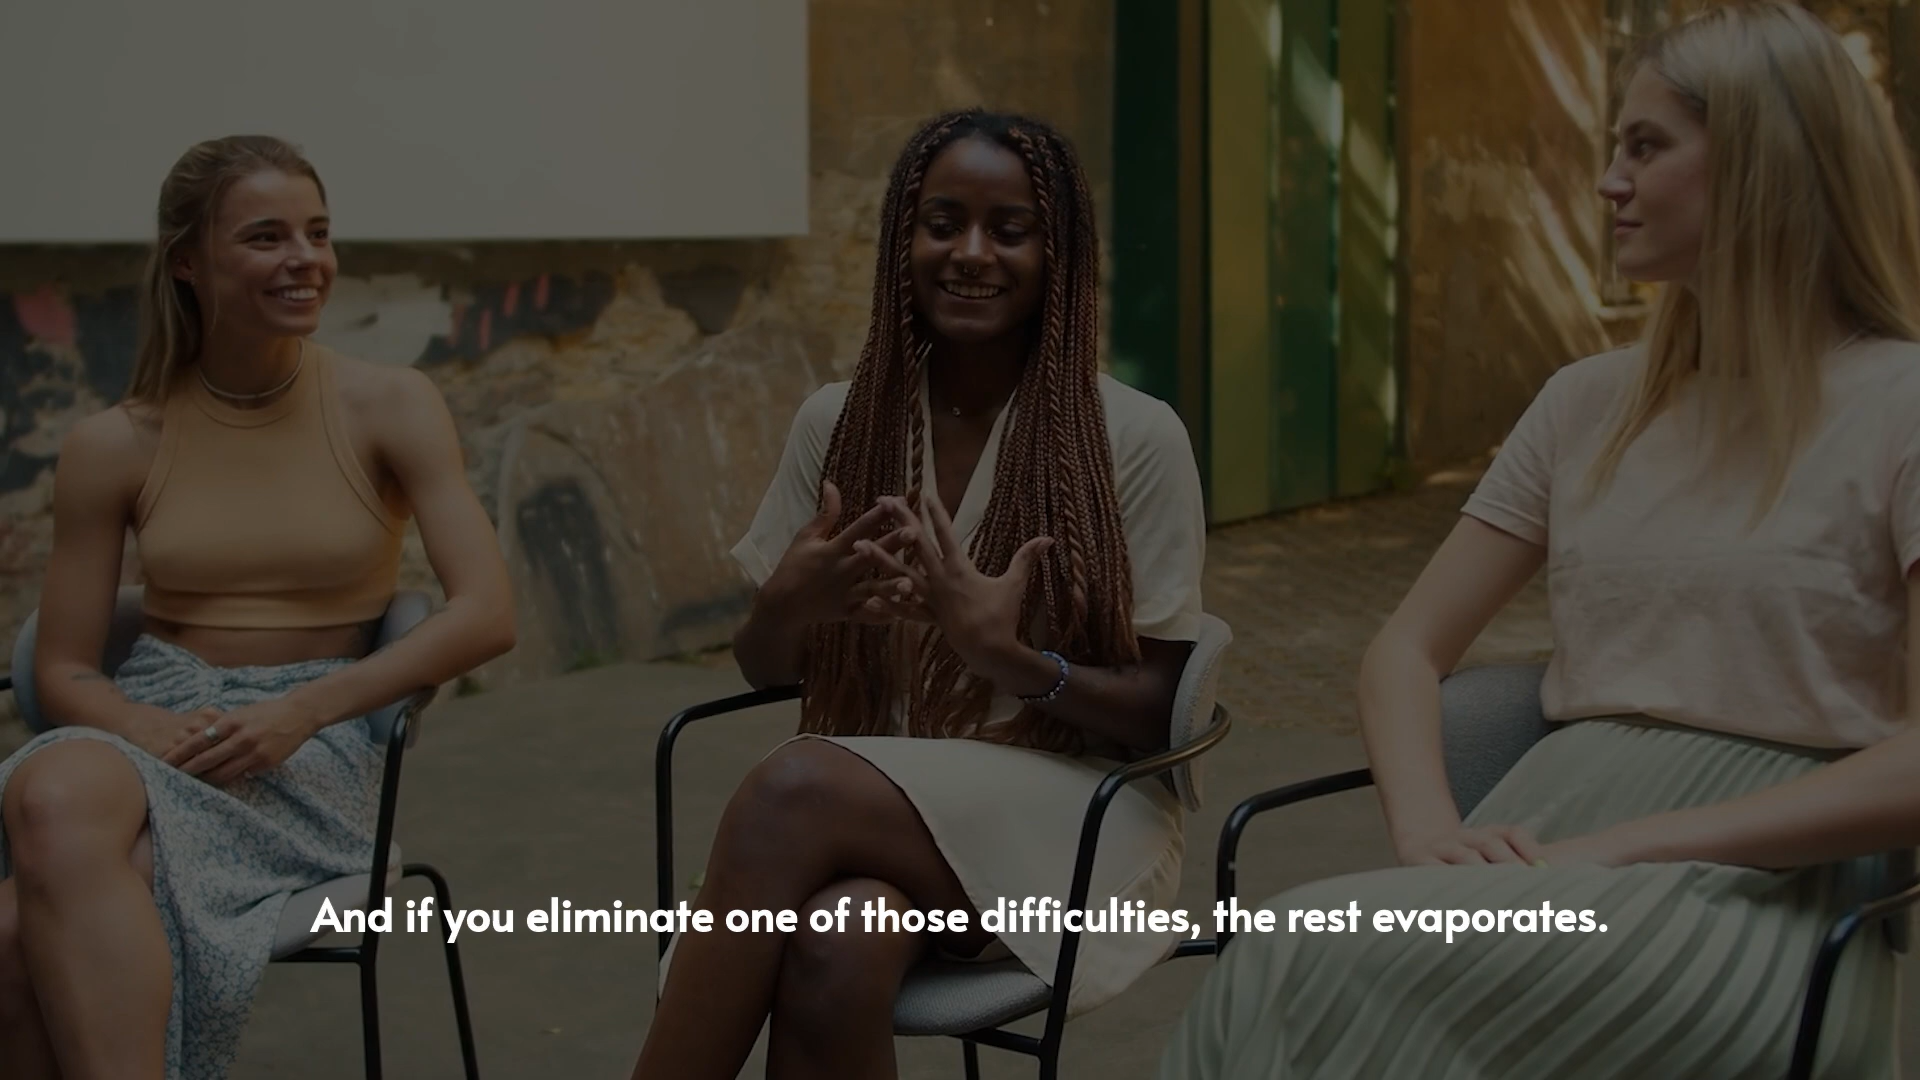 And if you eliminate one of those difficulties, the rest evaporates.